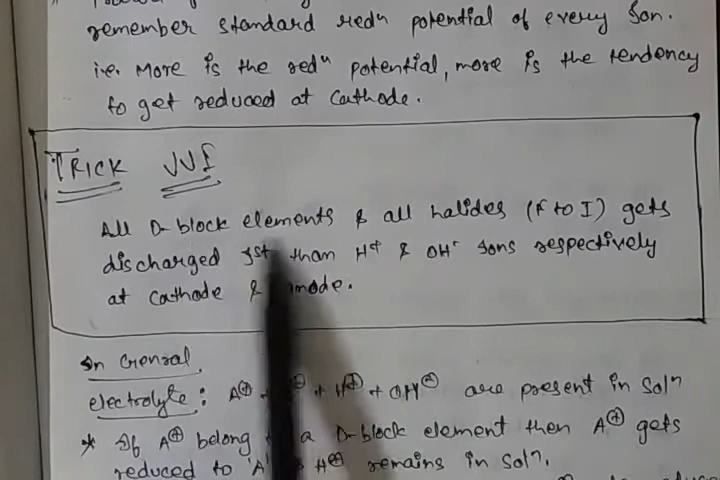 remember standard redⁿ potential of every Ion.
i.e. More is the redⁿ potential, more is the tendency
to get reduced at Cathode.
TRICK VVI
All D-block elements & all halides (F to I) gets
discharged Ist than H⁺ & OH⁻ Ions respectively
at Cathode &
In General
electrolyte: A⊕ + + H⊕ + OH⊖ are present in Solⁿ
* If A⊕ belong a D-block element then A⊕ gets
reduced to 'A' H⊕ remains in Solⁿ.